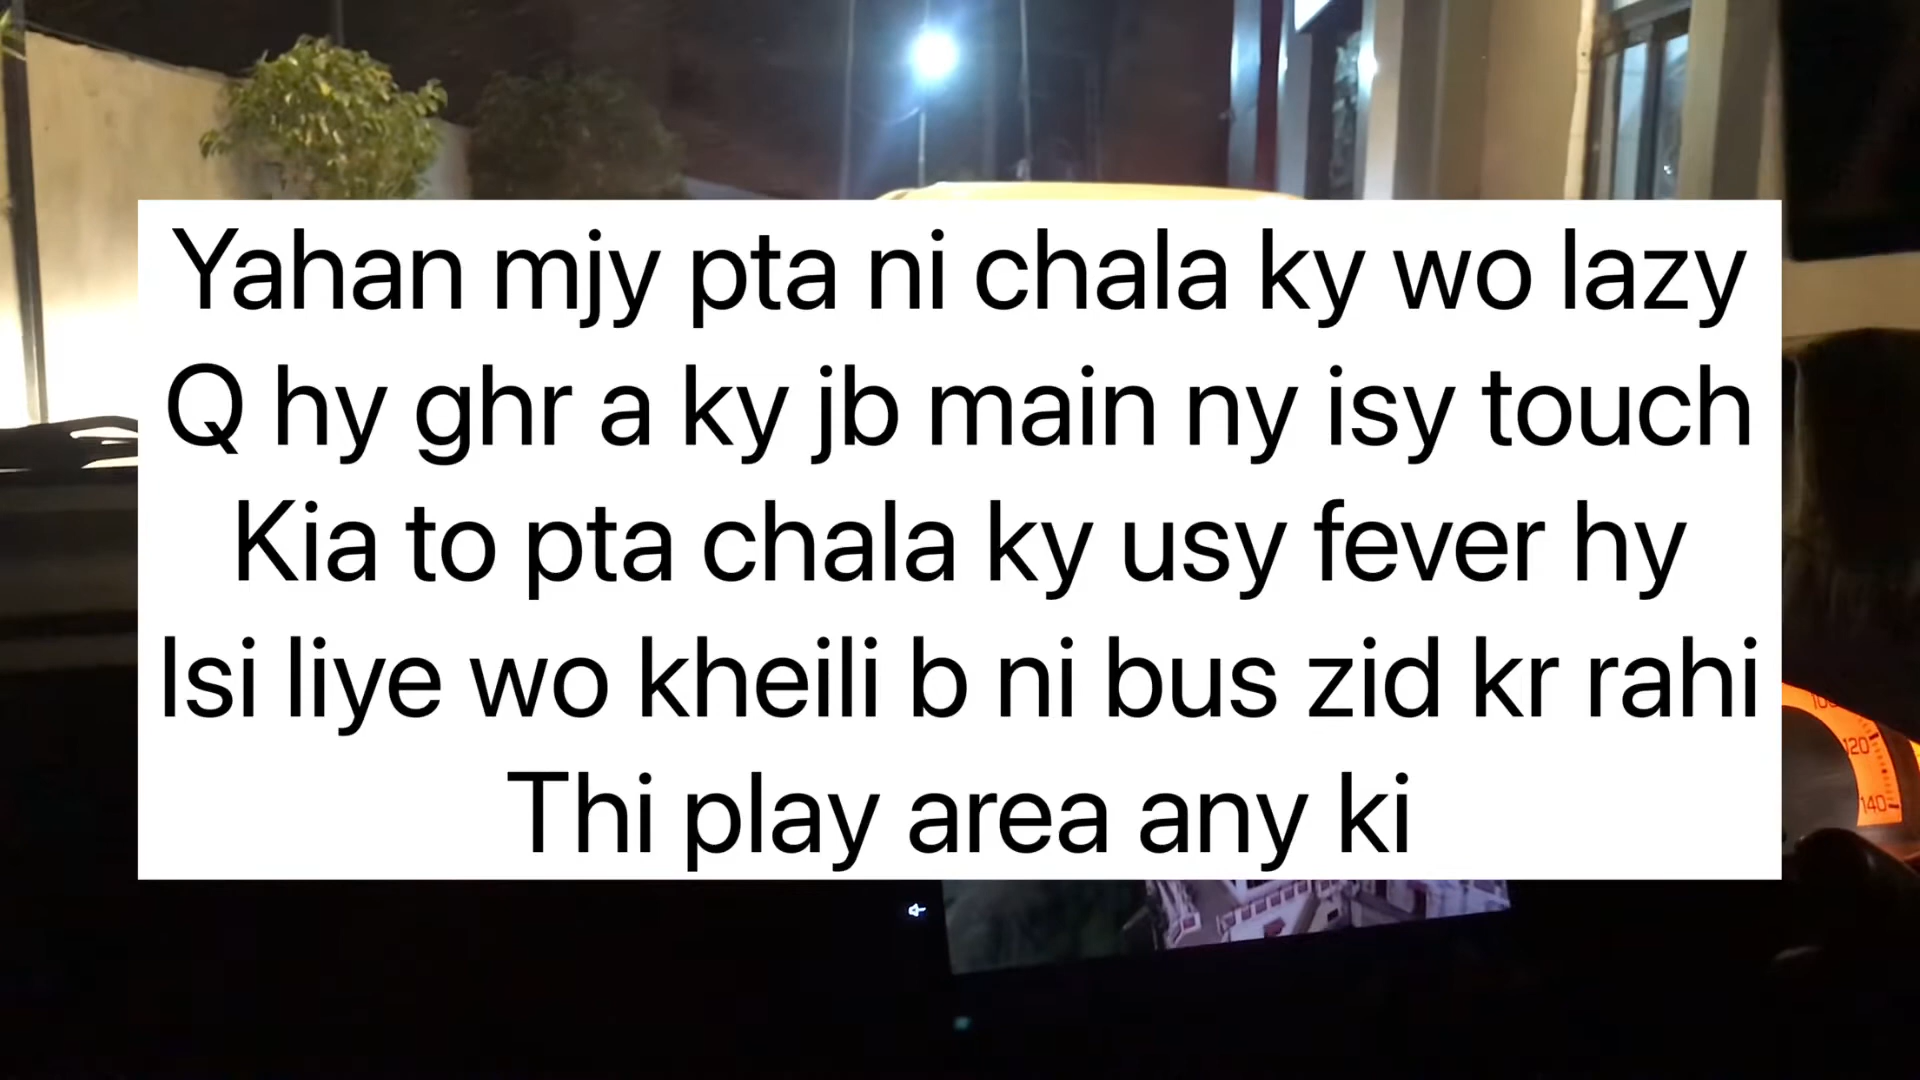 Yahan mjy pta ni chala ky wo lazy
Q hy ghr a ky jb main ny isy touch
Kia to pta chala ky usy fever hy
Isi liye wo kheili b ni bus zid kr rahi
Thi play area any ki
120
140